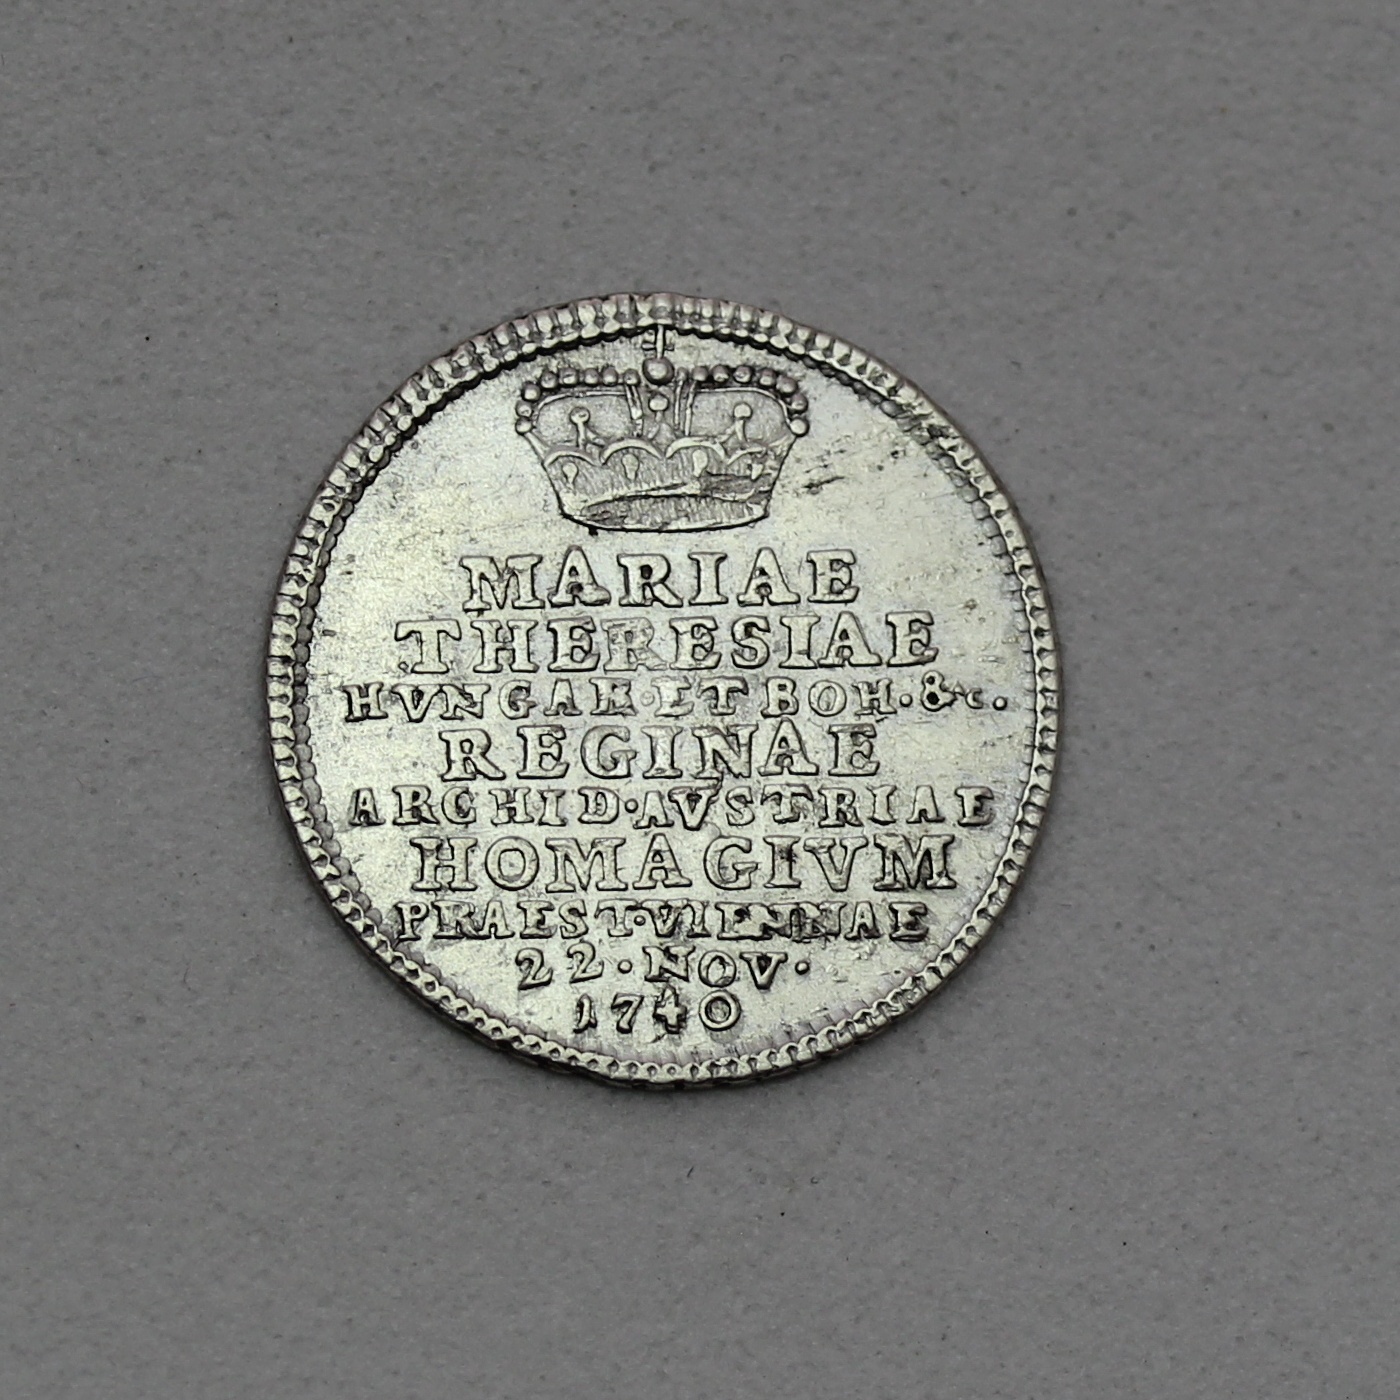 MARIAE
THERESIAE
HVNGAR·ET BOH·&c.
REGINAE
ARCHID·AVSTRIAE
HOMAGIVM
PRAEST·VIENNAE
22·NOV·
1740